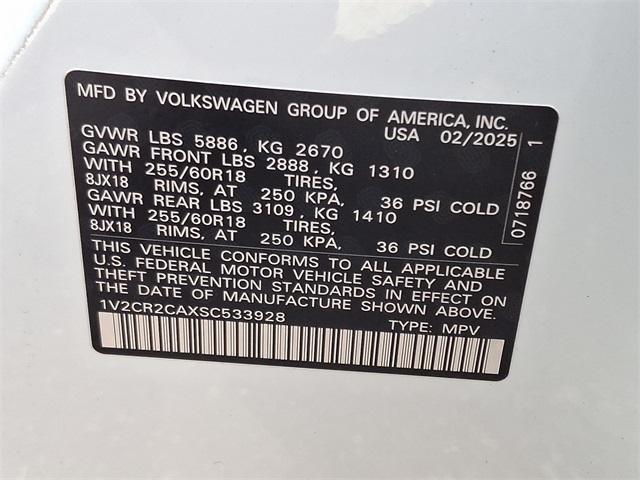 MFD BY VOLKSWAGEN GROUP OF AMERICA, INC.
USA 02/2025
GVWR LBS 5886, KG 2670
GAWR FRONT LBS 2888, KG 1310
WITH 255/60R18 TIRES,
8JX18 RIMS, AT 250 KPA, 36 PSI COLD
GAWR REAR LBS 3109, KG 1410
WITH 255/60R18 TIRES,
8JX18 RIMS, AT 250 KPA, 36 PSI COLD
THIS VEHICLE CONFORMS TO ALL APPLICABLE
U.S. FEDERAL MOTOR VEHICLE SAFETY AND
THEFT PREVENTION STANDARDS IN EFFECT ON
THE DATE OF MANUFACTURE SHOWN ABOVE.
1V2CR2CAXSC533928
TYPE: MPV
0718766 1